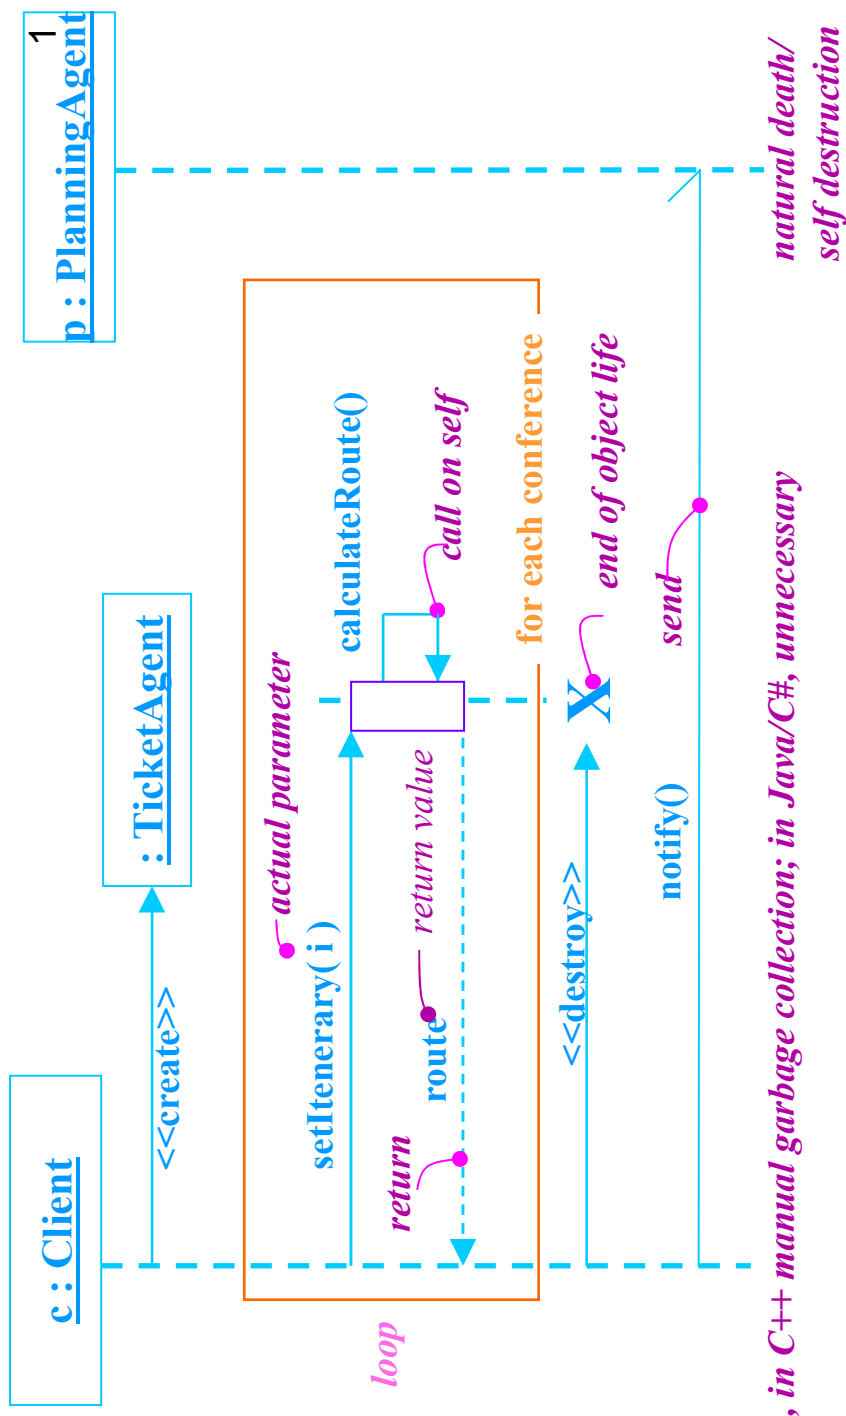 c : Client
: TicketAgent
p : PlanningAgent
1
<<create>>
loop
setItenerary( i )
actual parameter
calculateRoute()
return
route
return value
call on self
for each conference
<<destroy>>
end of object life
notify()
send
, in C++ manual garbage collection; in Java/C#, unnecessary
natural death/
self destruction